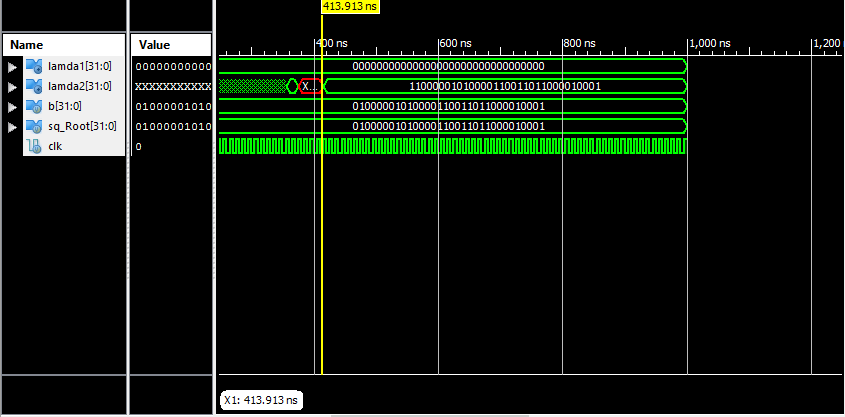 413.913 ns
Name
Value
400 ns
600 ns
800 ns
1,000 ns
1,200
lamda1[31:0]
00000000000
00000000000000000000000000000000
lamda2[31:0]
XXXXXXXXXXX
X...
11000001010000110011011000010001
b[31:0]
01000001010
01000001010000110011011000010001
sq_Root[31:0]
01000001010
01000001010000110011011000010001
clk
0
X1: 413.913 ns